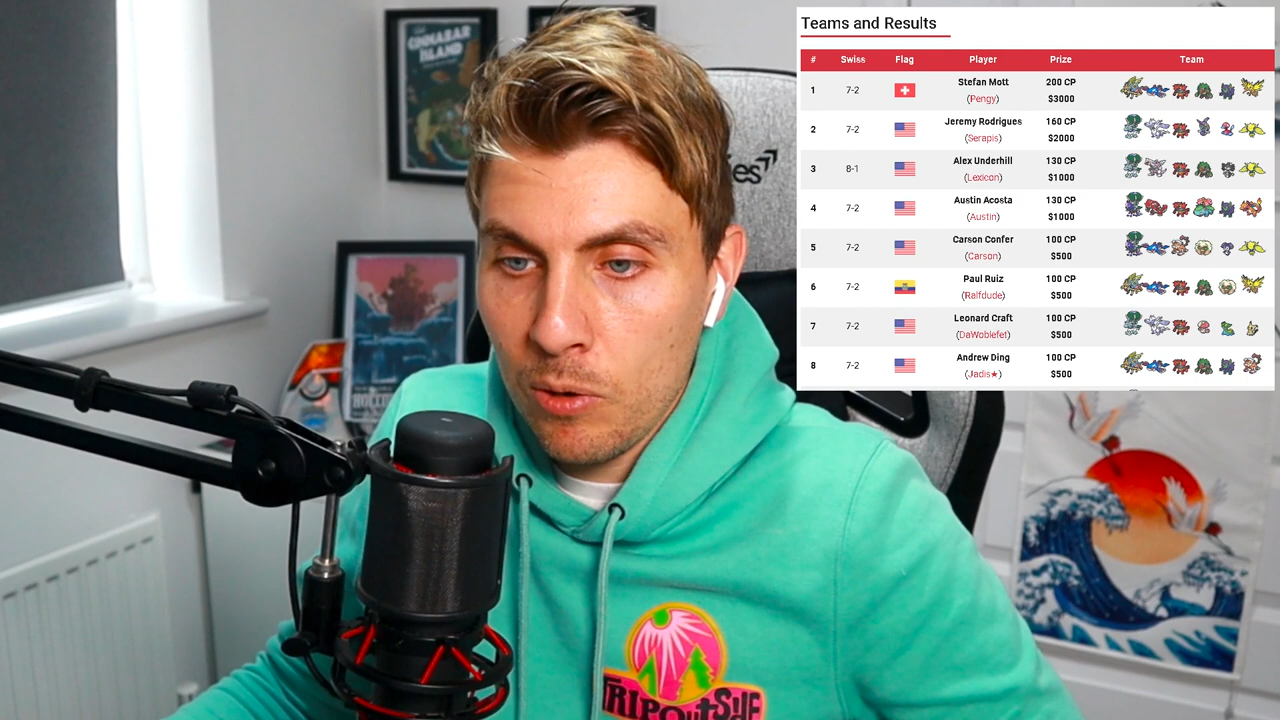 CINNABAR
ISLAND
ies
Teams and Results
# Swiss Flag Player Prize Team
1 7-2 Stefan Mott 200 CP
(Pengy) $3000
2 7-2 Jeremy Rodrigues 160 CP
(Serapis) $2000
3 8-1 Alex Underhill 130 CP
(Lexicon) $1000
4 7-2 Austin Acosta 130 CP
(Austin) $1000
5 7-2 Carson Confer 100 CP
(Carson) $500
6 7-2 Paul Ruiz 100 CP
(Ralfdude) $500
7 7-2 Leonard Craft 100 CP
(DaWoblefet) $500
8 7-2 Andrew Ding 100 CP
(Jadis★) $500
TRIPOUTSIDE